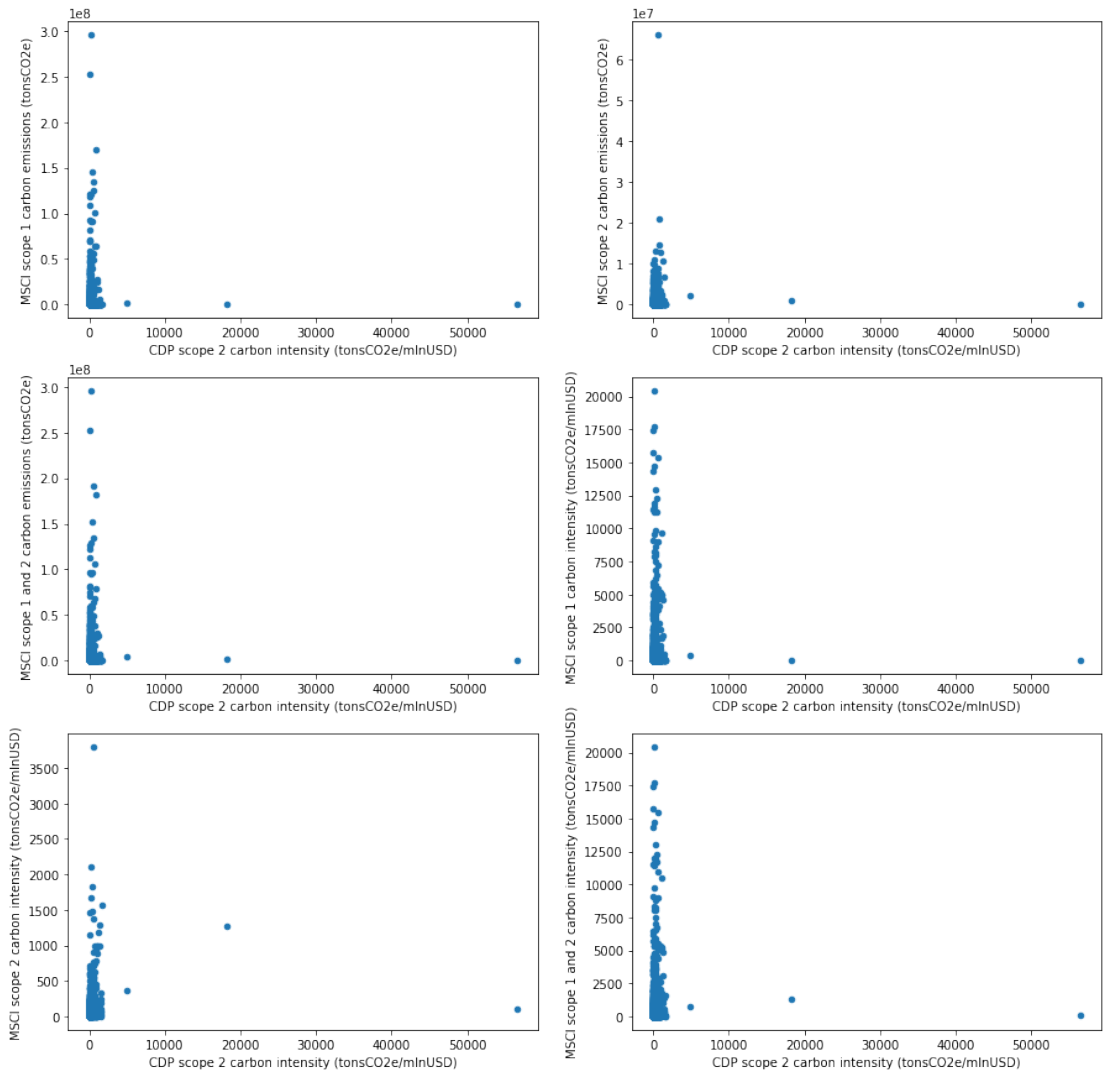 1e8
3.0
2.5
2.0
1.5
1.0
0.5
0.0
MSCI scope 1 carbon emissions (tonsCO2e)
0 10000 20000 30000 40000 50000
CDP scope 2 carbon intensity (tonsCO2e/mlnUSD)
1e7
6
5
4
3
2
1
0
MSCI scope 2 carbon emissions (tonsCO2e)
0 10000 20000 30000 40000 50000
CDP scope 2 carbon intensity (tonsCO2e/mlnUSD)
1e8
3.0
2.5
2.0
1.5
1.0
0.5
0.0
MSCI scope 1 and 2 carbon emissions (tonsCO2e)
0 10000 20000 30000 40000 50000
CDP scope 2 carbon intensity (tonsCO2e/mlnUSD)
20000
17500
15000
12500
10000
7500
5000
2500
0
MSCI scope 1 carbon intensity (tonsCO2e/mlnUSD)
0 10000 20000 30000 40000 50000
CDP scope 2 carbon intensity (tonsCO2e/mlnUSD)
3500
3000
2500
2000
1500
1000
500
0
MSCI scope 2 carbon intensity (tonsCO2e/mlnUSD)
0 10000 20000 30000 40000 50000
CDP scope 2 carbon intensity (tonsCO2e/mlnUSD)
20000
17500
15000
12500
10000
7500
5000
2500
0
MSCI scope 1 and 2 carbon intensity (tonsCO2e/mlnUSD)
0 10000 20000 30000 40000 50000
CDP scope 2 carbon intensity (tonsCO2e/mlnUSD)